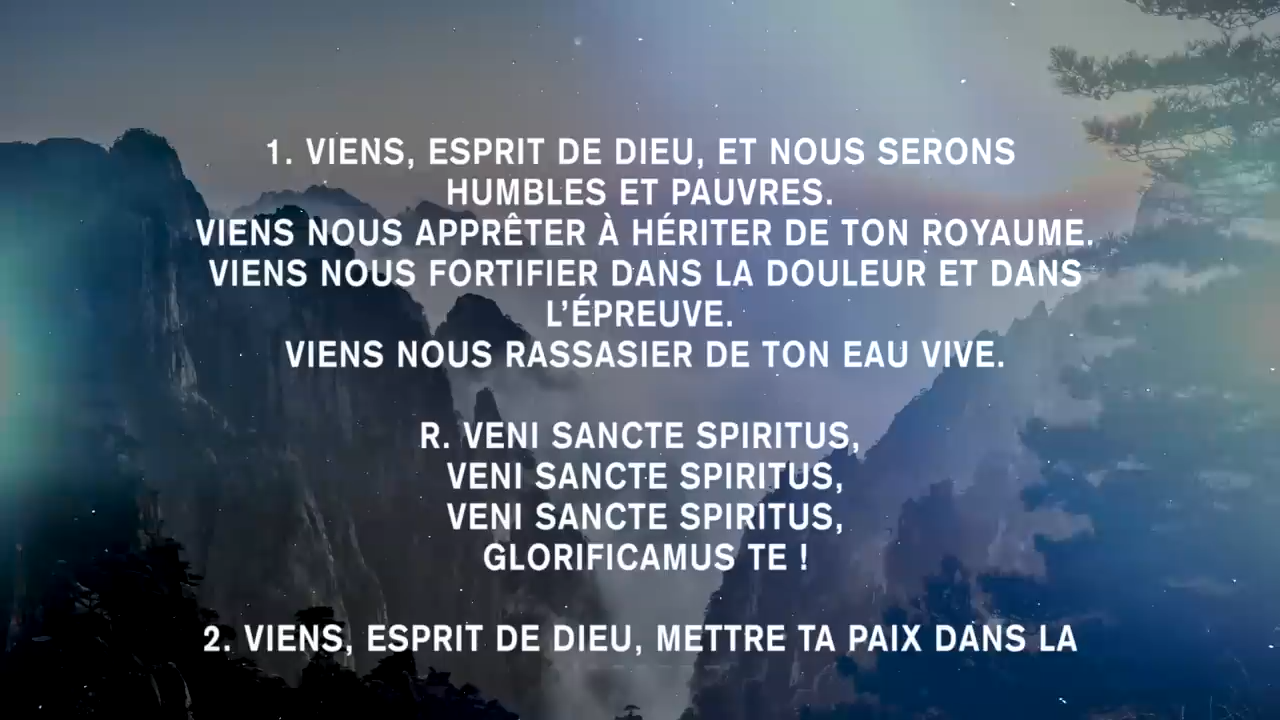 1. VIENS, ESPRIT DE DIEU, ET NOUS SERONS
HUMBLES ET PAUVRES.
VIENS NOUS APPRÊTER À HÉRITER DE TON ROYAUME.
VIENS NOUS FORTIFIER DANS LA DOULEUR ET DANS
L'ÉPREUVE.
VIENS NOUS RASSASIER DE TON EAU VIVE.
R. VENI SANCTE SPIRITUS,
VENI SANCTE SPIRITUS,
VENI SANCTE SPIRITUS,
GLORIFICAMUS TE !
2. VIENS, ESPRIT DE DIEU, METTRE TA PAIX DANS LA